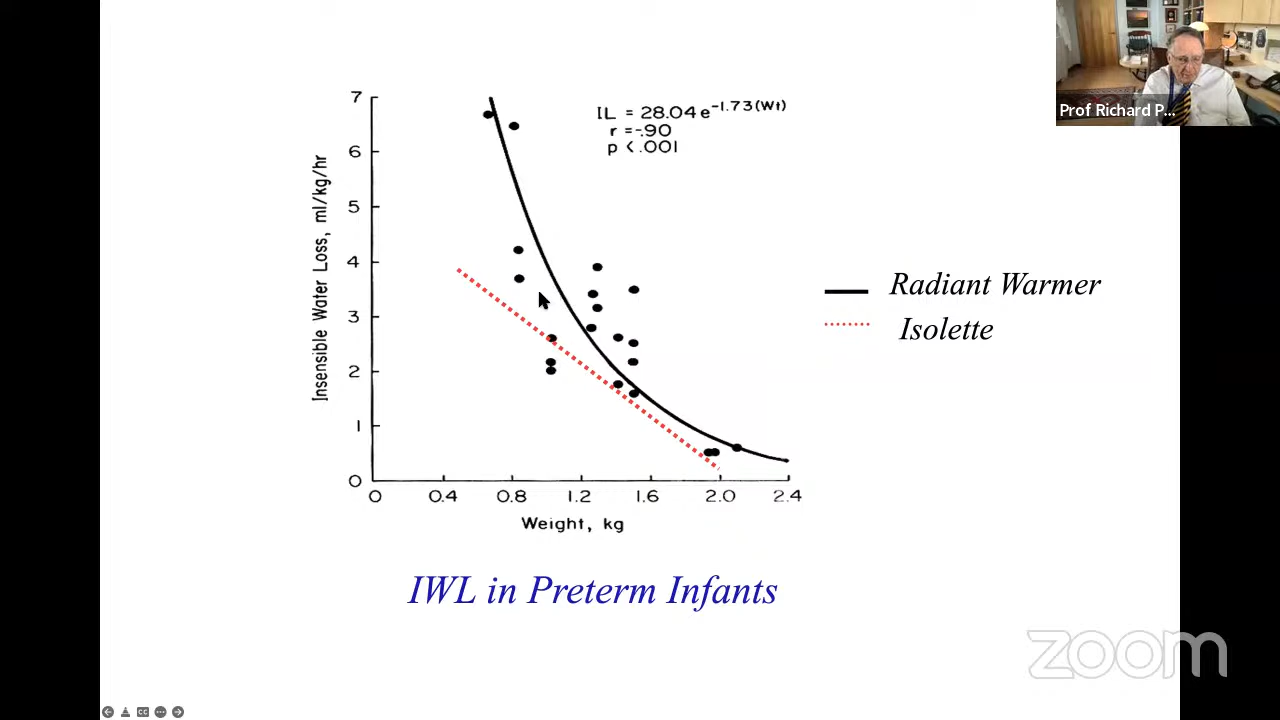 Prof Richard P...
7
6
5
4
3
2
1
0
Insensible Water Loss, ml/kg/hr
IL = 28.04 e^-1.73(Wt)
r = -.90
p < .001
0 0.4 0.8 1.2 1.6 2.0 2.4
Weight, kg
Radiant Warmer
Isolette
IWL in Preterm Infants
zoom
CC